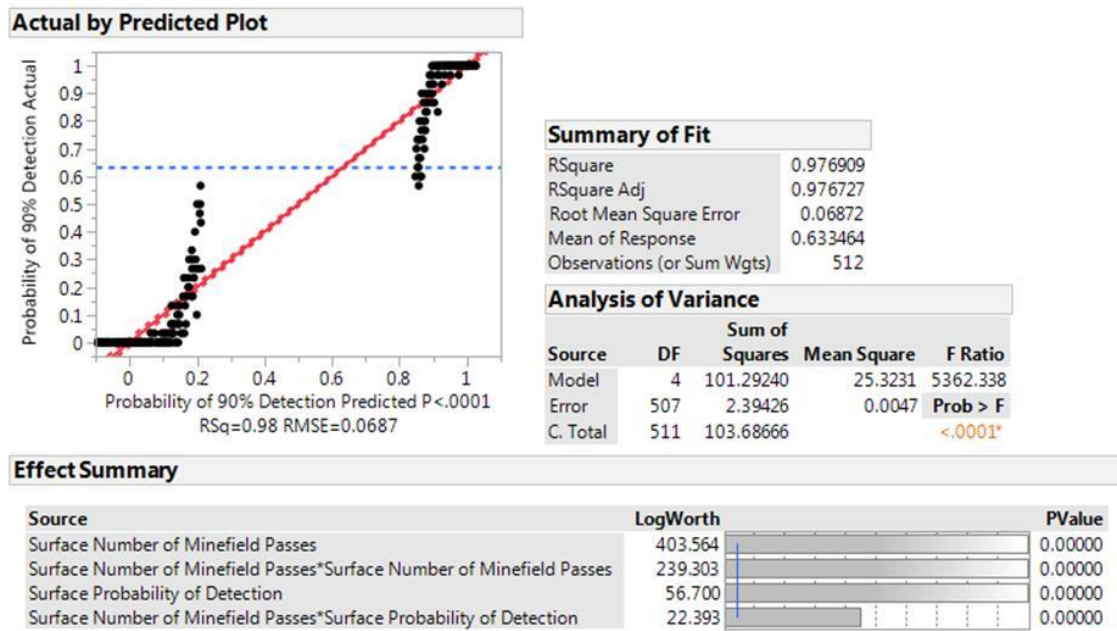 Actual by Predicted Plot
Probability of 90% Detection Actual
1
0.9
0.8
0.7
0.6
0.5
0.4
0.3
0.2
0.1
0
0 0.2 0.4 0.6 0.8 1
Probability of 90% Detection Predicted P<.0001
RSq=0.98 RMSE=0.0687
Summary of Fit
RSquare 0.976909
RSquare Adj 0.976727
Root Mean Square Error 0.06872
Mean of Response 0.633464
Observations (or Sum Wgts) 512
Analysis of Variance
Sum of
Source DF Squares Mean Square F Ratio
Model 4 101.29240 25.3231 5362.338
Error 507 2.39426 0.0047 Prob > F
C. Total 511 103.68666 <.0001*
Effect Summary
Source LogWorth PValue
Surface Number of Minefield Passes 403.564 0.00000
Surface Number of Minefield Passes*Surface Number of Minefield Passes 239.303 0.00000
Surface Probability of Detection 56.700 0.00000
Surface Number of Minefield Passes*Surface Probability of Detection 22.393 0.00000